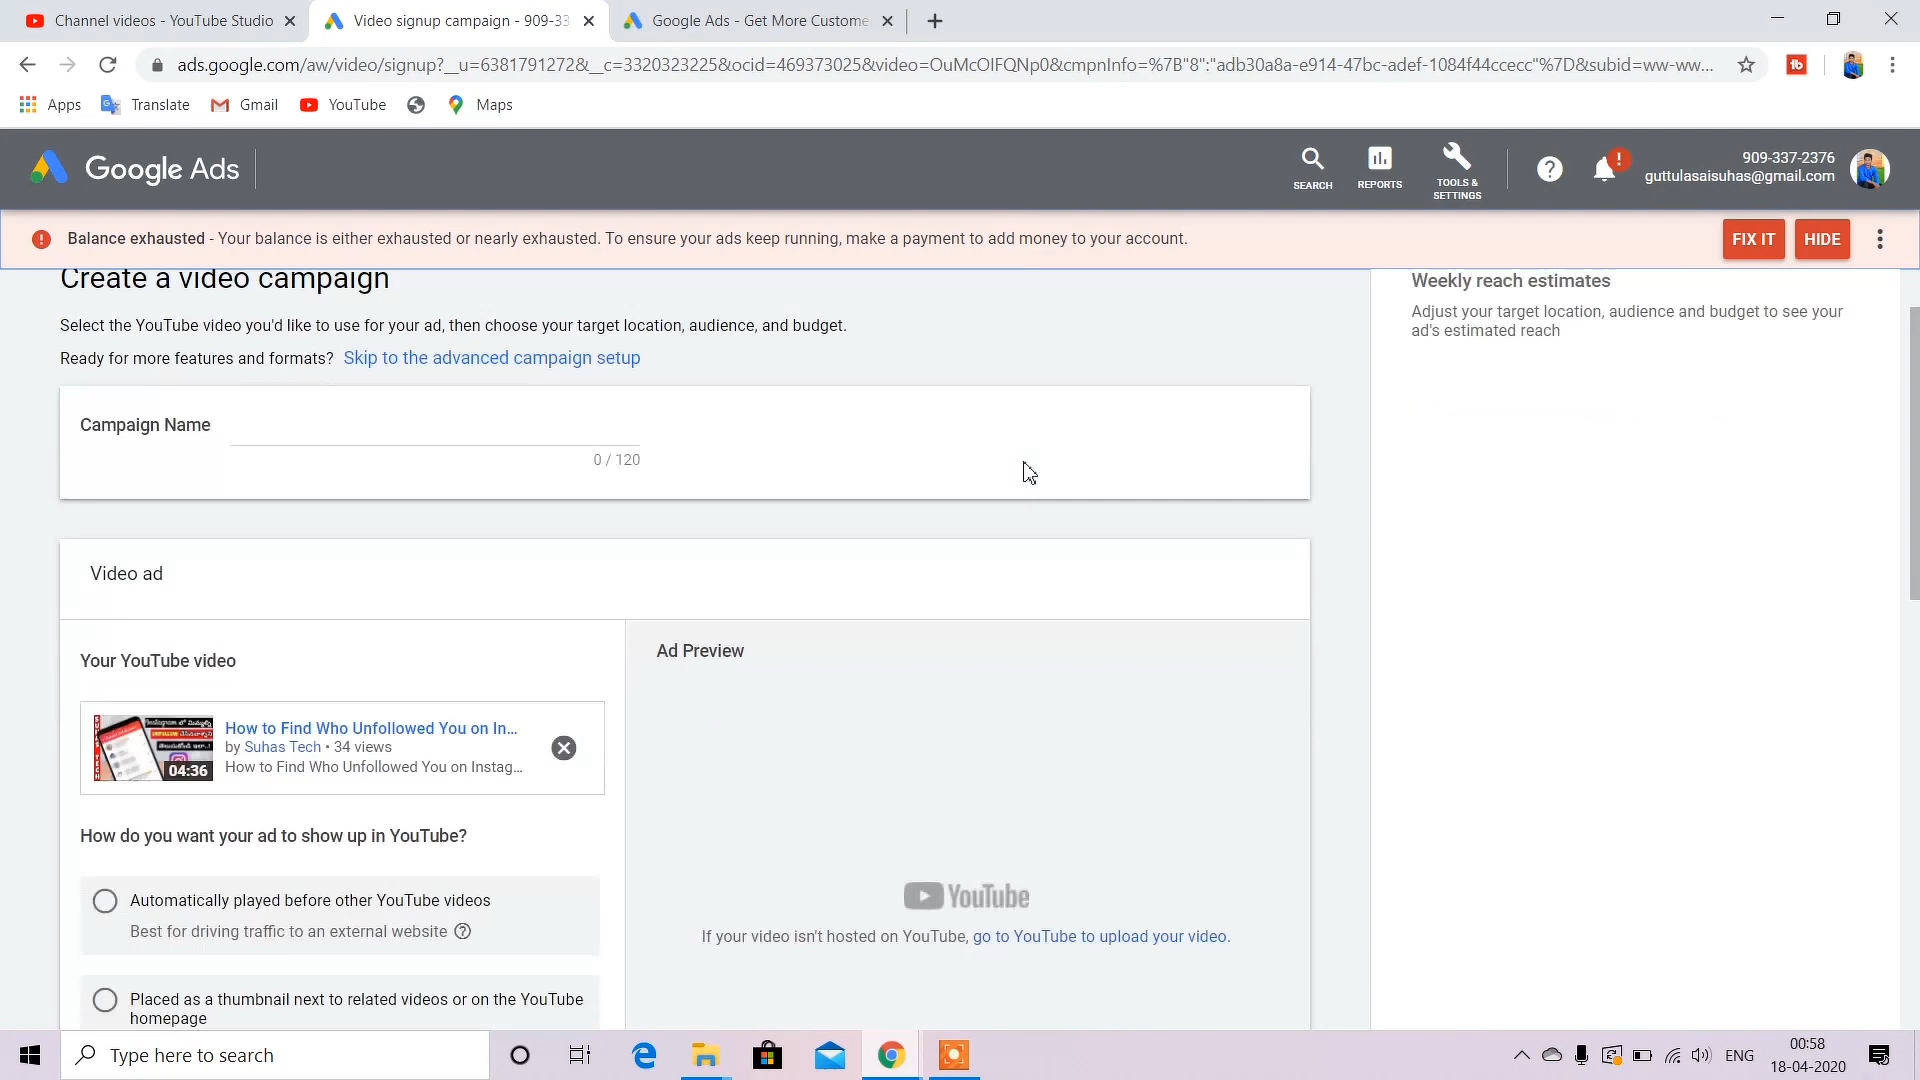 Channel videos - YouTube Studio
Video signup campaign - 909-33
Google Ads - Get More Custome
ads.google.com/aw/video/signup?__u=6381791272&__c=3320323225&ocid=469373025&video=OuMcOIFQNp0&cmpnInfo=%7B"8":"adb30a8a-e914-47bc-adef-1084f44ccecc"%7D&subid=ww-ww...
Apps
Translate
Gmail
YouTube
Maps
Google Ads
SEARCH
REPORTS
TOOLS &
SETTINGS
909-337-2376
guttulasaisuhas@gmail.com
Balance exhausted - Your balance is either exhausted or nearly exhausted. To ensure your ads keep running, make a payment to add money to your account.
FIX IT
HIDE
Create a video campaign
Select the YouTube video you'd like to use for your ad, then choose your target location, audience, and budget.
Ready for more features and formats? Skip to the advanced campaign setup
Weekly reach estimates
Adjust your target location, audience and budget to see your
ad's estimated reach
Campaign Name
0 / 120
Video ad
Your YouTube video
Ad Preview
04:36
How to Find Who Unfollowed You on In...
by Suhas Tech • 34 views
How to Find Who Unfollowed You on Instag...
How do you want your ad to show up in YouTube?
Automatically played before other YouTube videos
Best for driving traffic to an external website
Placed as a thumbnail next to related videos or on the YouTube
homepage
YouTube
If your video isn't hosted on YouTube, go to YouTube to upload your video.
Type here to search
ENG
00:58
18-04-2020